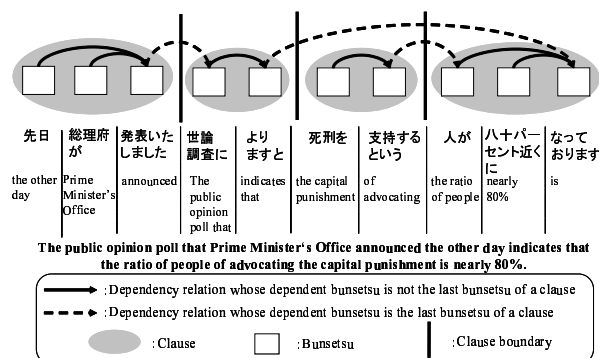 先日 総理府が 発表いたしました 世論調査に よりますと 死刑を 支持するという 人が 八十パーセント近くに なっております
the other day Prime Minister's Office announced The public opinion poll that indicates that the capital punishment of advocating the ratio of people nearly 80% is
The public opinion poll that Prime Minister's Office announced the other day indicates that
the ratio of people of advocating the capital punishment is nearly 80%.
:Dependency relation whose dependent bunsetsu is not the last bunsetsu of a clause
:Dependency relation whose dependent bunsetsu is the last bunsetsu of a clause
:Clause :Bunsetsu :Clause boundary